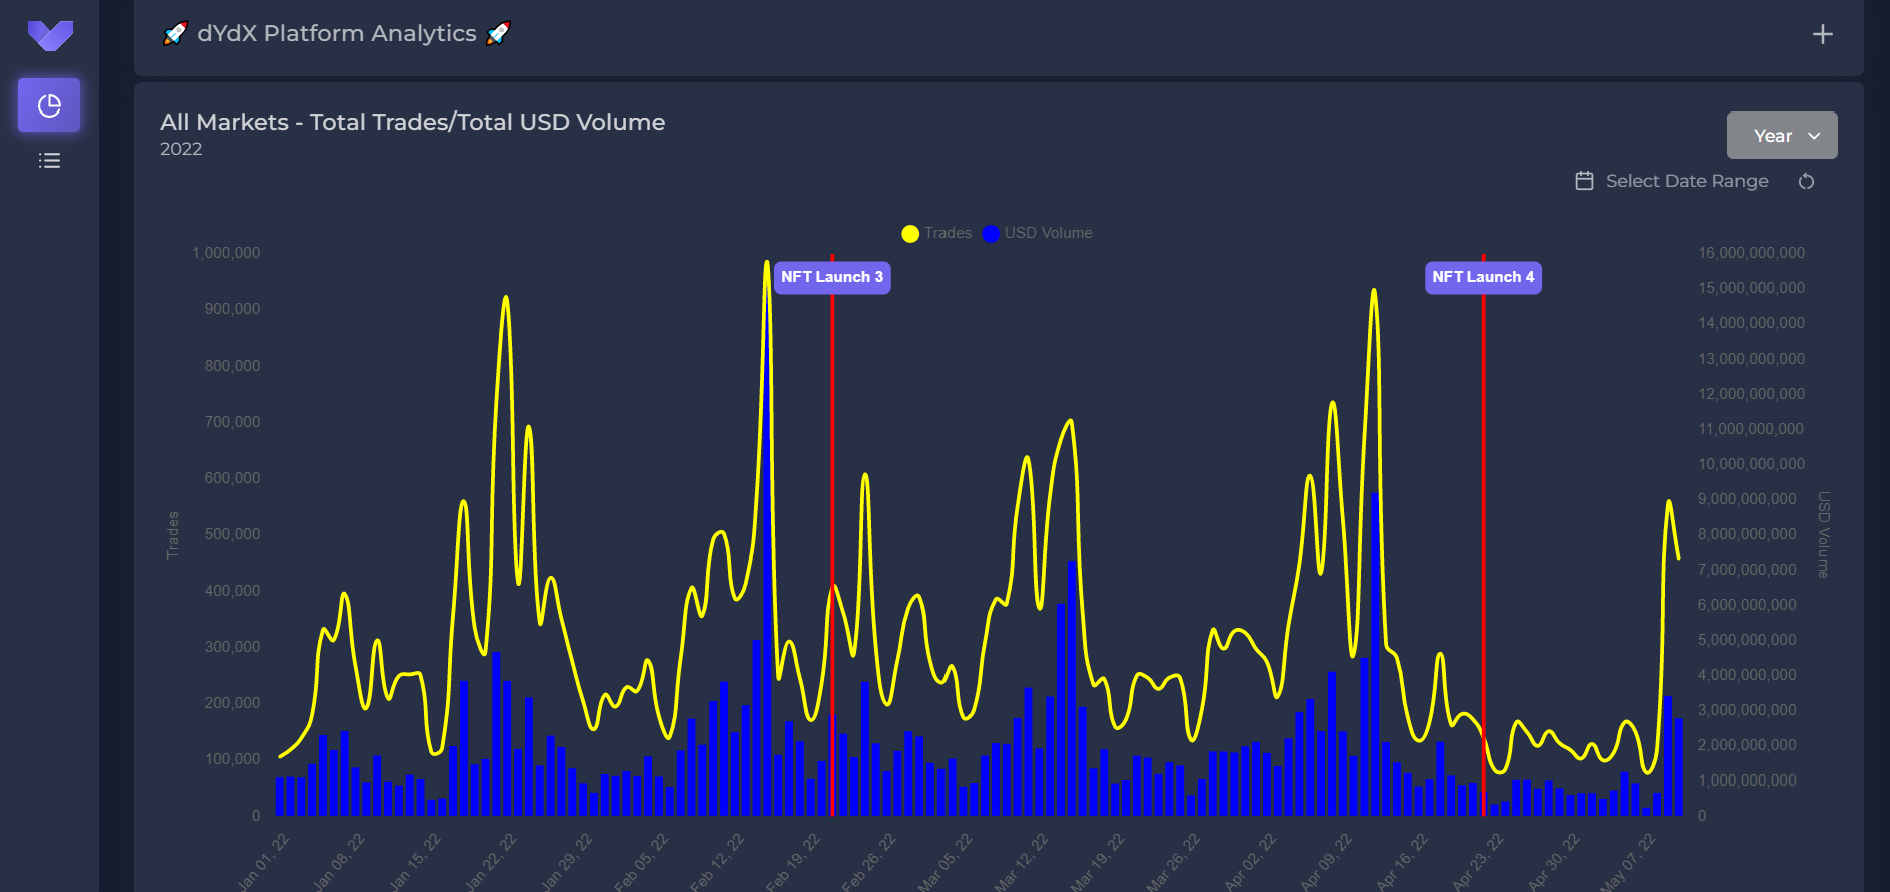 🚀 dYdX Platform Analytics 🚀
All Markets - Total Trades/Total USD Volume
2022
Year
Select Date Range
Trades USD Volume
1,000,000
900,000
800,000
700,000
600,000
500,000
400,000
300,000
200,000
100,000
0
Trades
NFT Launch 3
NFT Launch 4
16,000,000,000
15,000,000,000
14,000,000,000
13,000,000,000
12,000,000,000
11,000,000,000
10,000,000,000
9,000,000,000
8,000,000,000
7,000,000,000
6,000,000,000
5,000,000,000
4,000,000,000
3,000,000,000
2,000,000,000
1,000,000,000
0
USD Volume
Jan 01, 22
Jan 08, 22
Jan 15, 22
Jan 22, 22
Jan 29, 22
Feb 05, 22
Feb 12, 22
Feb 19, 22
Feb 26, 22
Mar 05, 22
Mar 12, 22
Mar 19, 22
Mar 26, 22
Apr 02, 22
Apr 09, 22
Apr 16, 22
Apr 23, 22
Apr 30, 22
May 07, 22